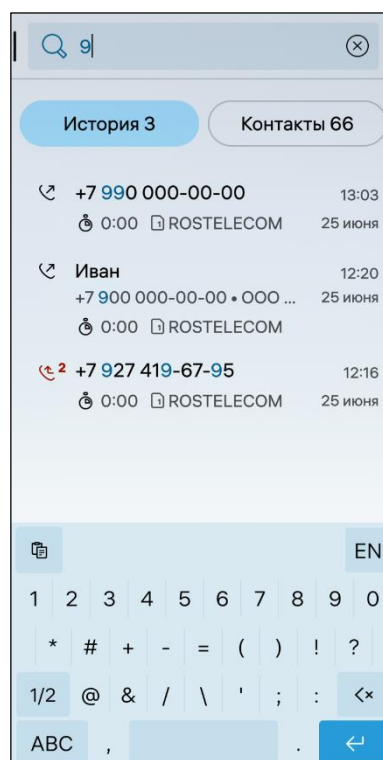 9
История 3 Контакты 66
+7 990 000-00-00 13:03
0:00 1 ROSTELECOM 25 июня
Иван 12:20
+7 900 000-00-00 • ООО ... 25 июня
0:00 1 ROSTELECOM
2 +7 927 419-67-95 12:16
0:00 1 ROSTELECOM 25 июня
EN
1 2 3 4 5 6 7 8 9 0
* # + - = ( ) ! ?
1/2 @ & / \ ' ; :
ABC , .